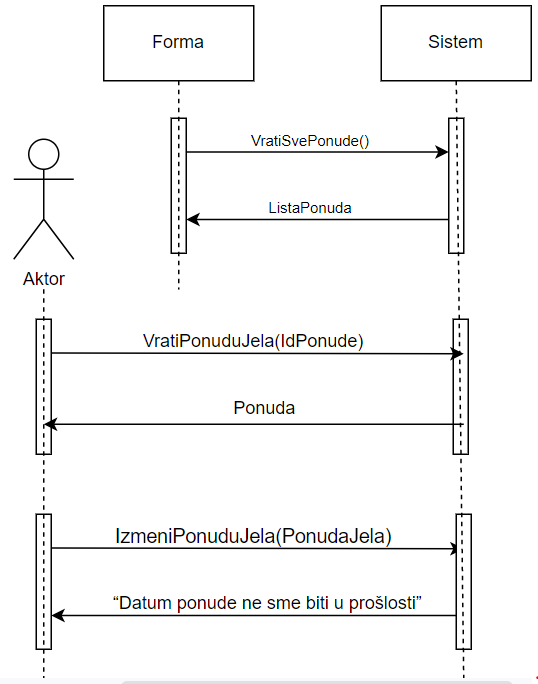 Forma
Sistem
VratiSvePonude()
ListaPonuda
Aktor
VratiPonuduJela(IdPonude)
Ponuda
IzmeniPonuduJela(PonudaJela)
“Datum ponude ne sme biti u prošlosti”